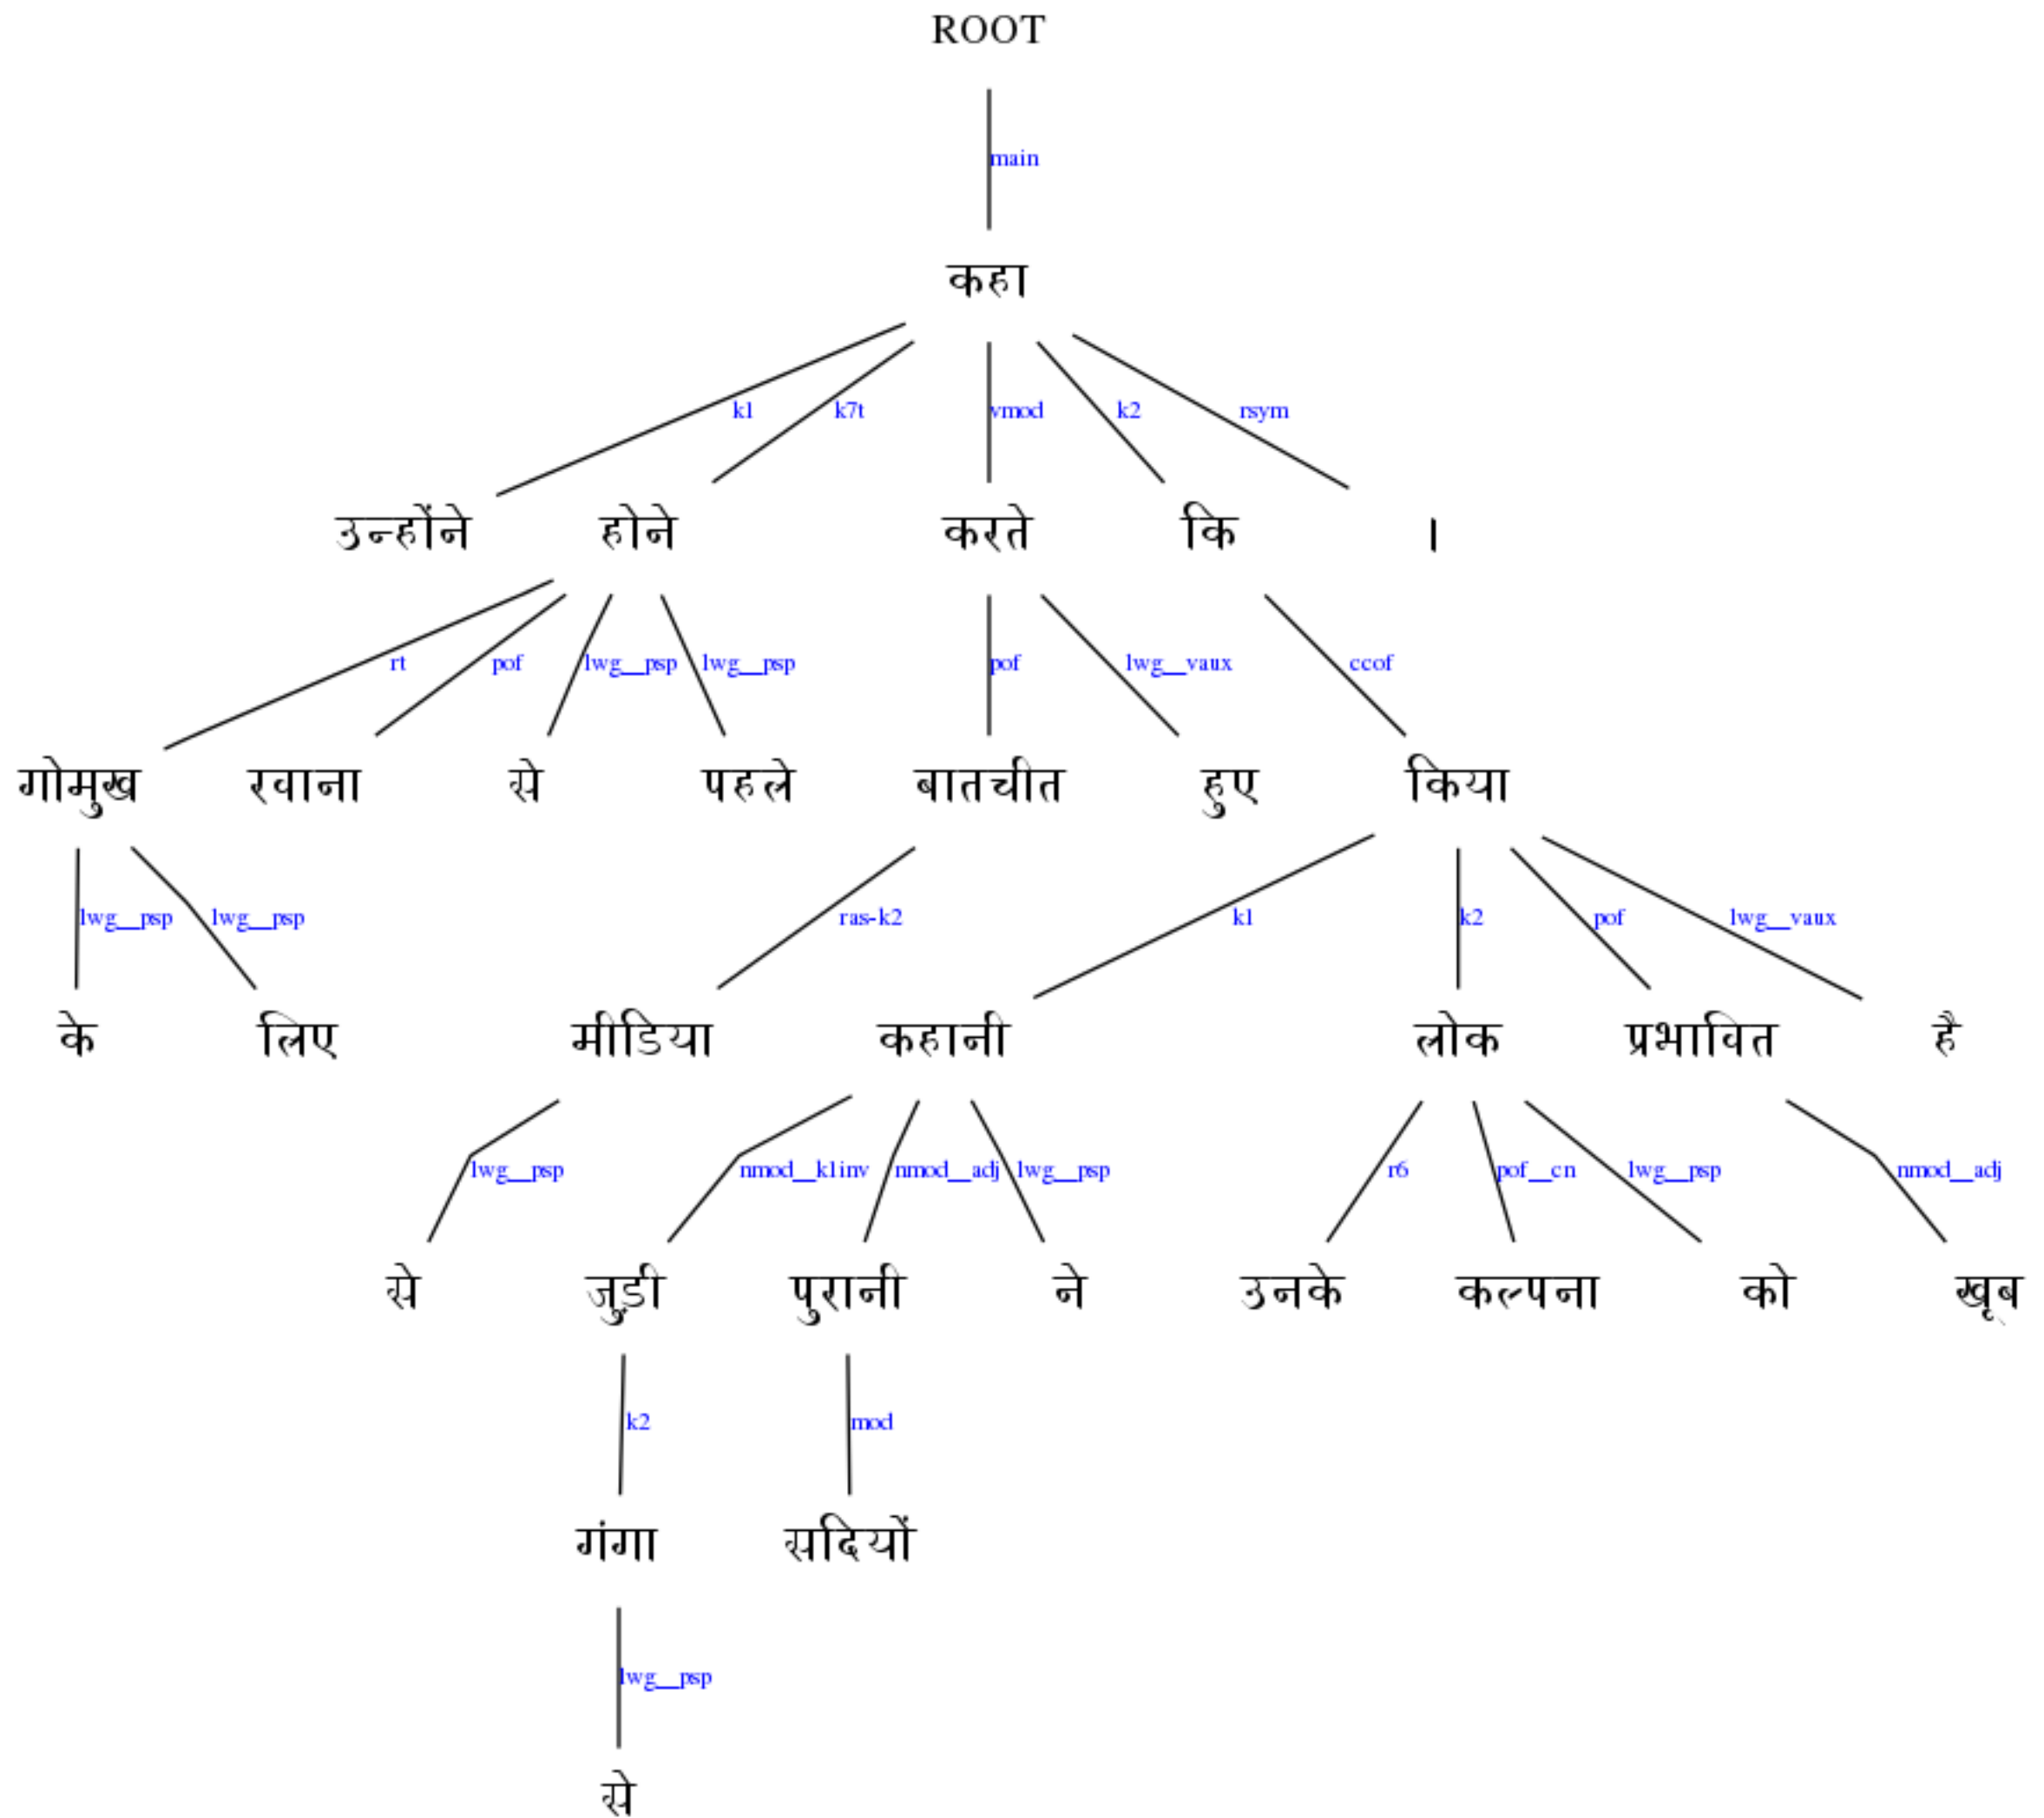 ROOT
main
कहा
k1 k7t vmod k2 rsym
उन्होंने होने करते कि ।
rt pof lwg__psp lwg__psp pof lwg__vaux ccof
गोमुख रवाना से पहले बातचीत हुए किया
lwg__psp lwg__psp ras-k2 k1 k2 pof lwg__vaux
के लिए मीडिया कहानी लोक प्रभावित है
lwg__psp nmod__k1inv nmod__adj lwg__psp r6 pof__cn lwg__psp nmod__adj
से जुड़ी पुरानी ने उनके कल्पना को खूब
k2 mod
गंगा सदियों
lwg__psp
से